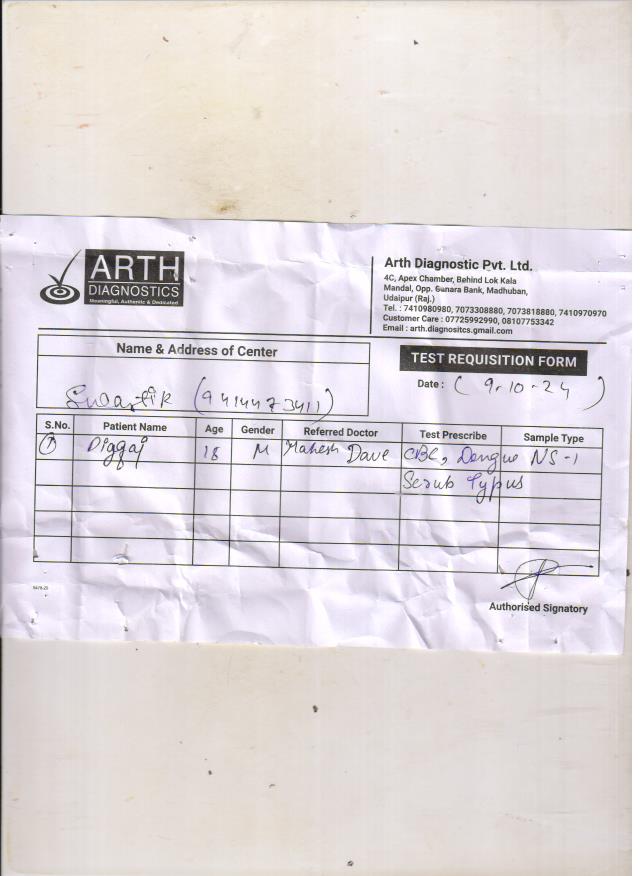 ARTH
DIAGNOSTICS
Meaningful, Authentic & Dedicated
Arth Diagnostic Pvt. Ltd.
4C, Apex Chamber, Behind Lok Kala
Mandal, Opp. Canara Bank, Madhuban,
Udaipur (Raj.)
Tel. : 7410980980, 7073308880, 7073818880, 7410970970
Customer Care : 07725992990, 08107753342
Email : arth.diagnositcs.gmail.com
Name & Address of Center
Swastik (9414473411)
TEST REQUISITION FORM
Date : (9-10-24)
S.No. Patient Name Age Gender Referred Doctor Test Prescribe Sample Type
1 Diggaj 18 M Mahesh Dave CBC, Dengue NS-1
Scrub Typus
Authorised Signatory